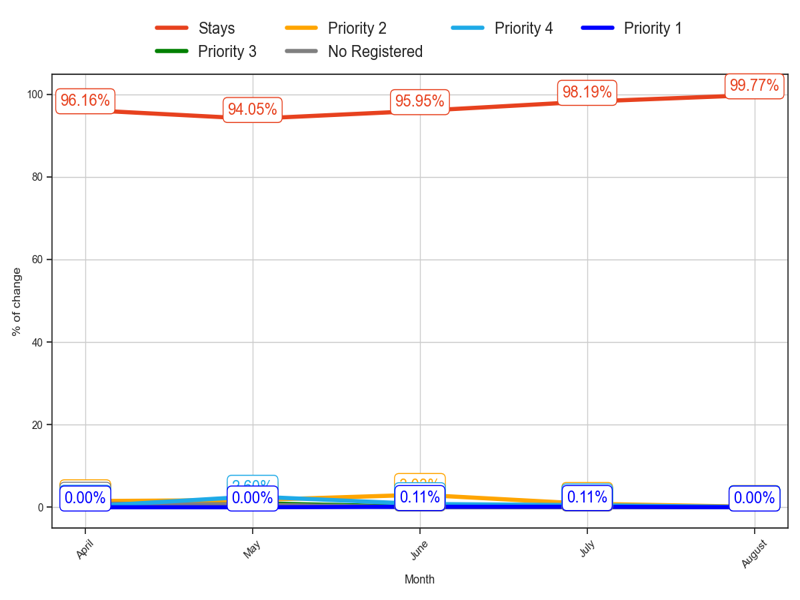 Stays Priority 2 Priority 4 Priority 1
Priority 3 No Registered
100
80
60
40
20
0
% of change
96.16% 94.05% 95.95% 98.19% 99.77%
0.00% 0.00% 0.11% 0.11% 0.00%
April May June July August
Month